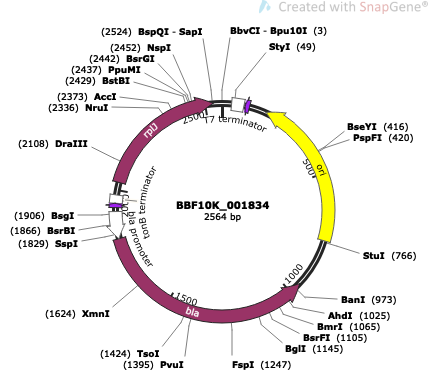 Created with SnapGene®
(2524) BspQI - SapI
BbvCI - Bpu10I (3)
(2452) NspI
StyI (49)
(2442) BsrGI
(2437) PpuMI
(2429) BstBI
(2373) AccI
(2336) NruI
(2108) DraIII
(1906) BsgI
(1866) BsrBI
(1829) SspI
(1624) XmnI
(1424) TsoI
(1395) PvuI
FspI (1247)
BglI (1145)
BsrFI (1105)
BmrI (1065)
AhdI (1025)
BanI (973)
StuI (766)
PspFI (420)
BseYI (416)
BBF10K_001834
2564 bp
T7 terminator
2500
rplJ
ori
500
1000
1500
bla
bla promoter
tonB terminator